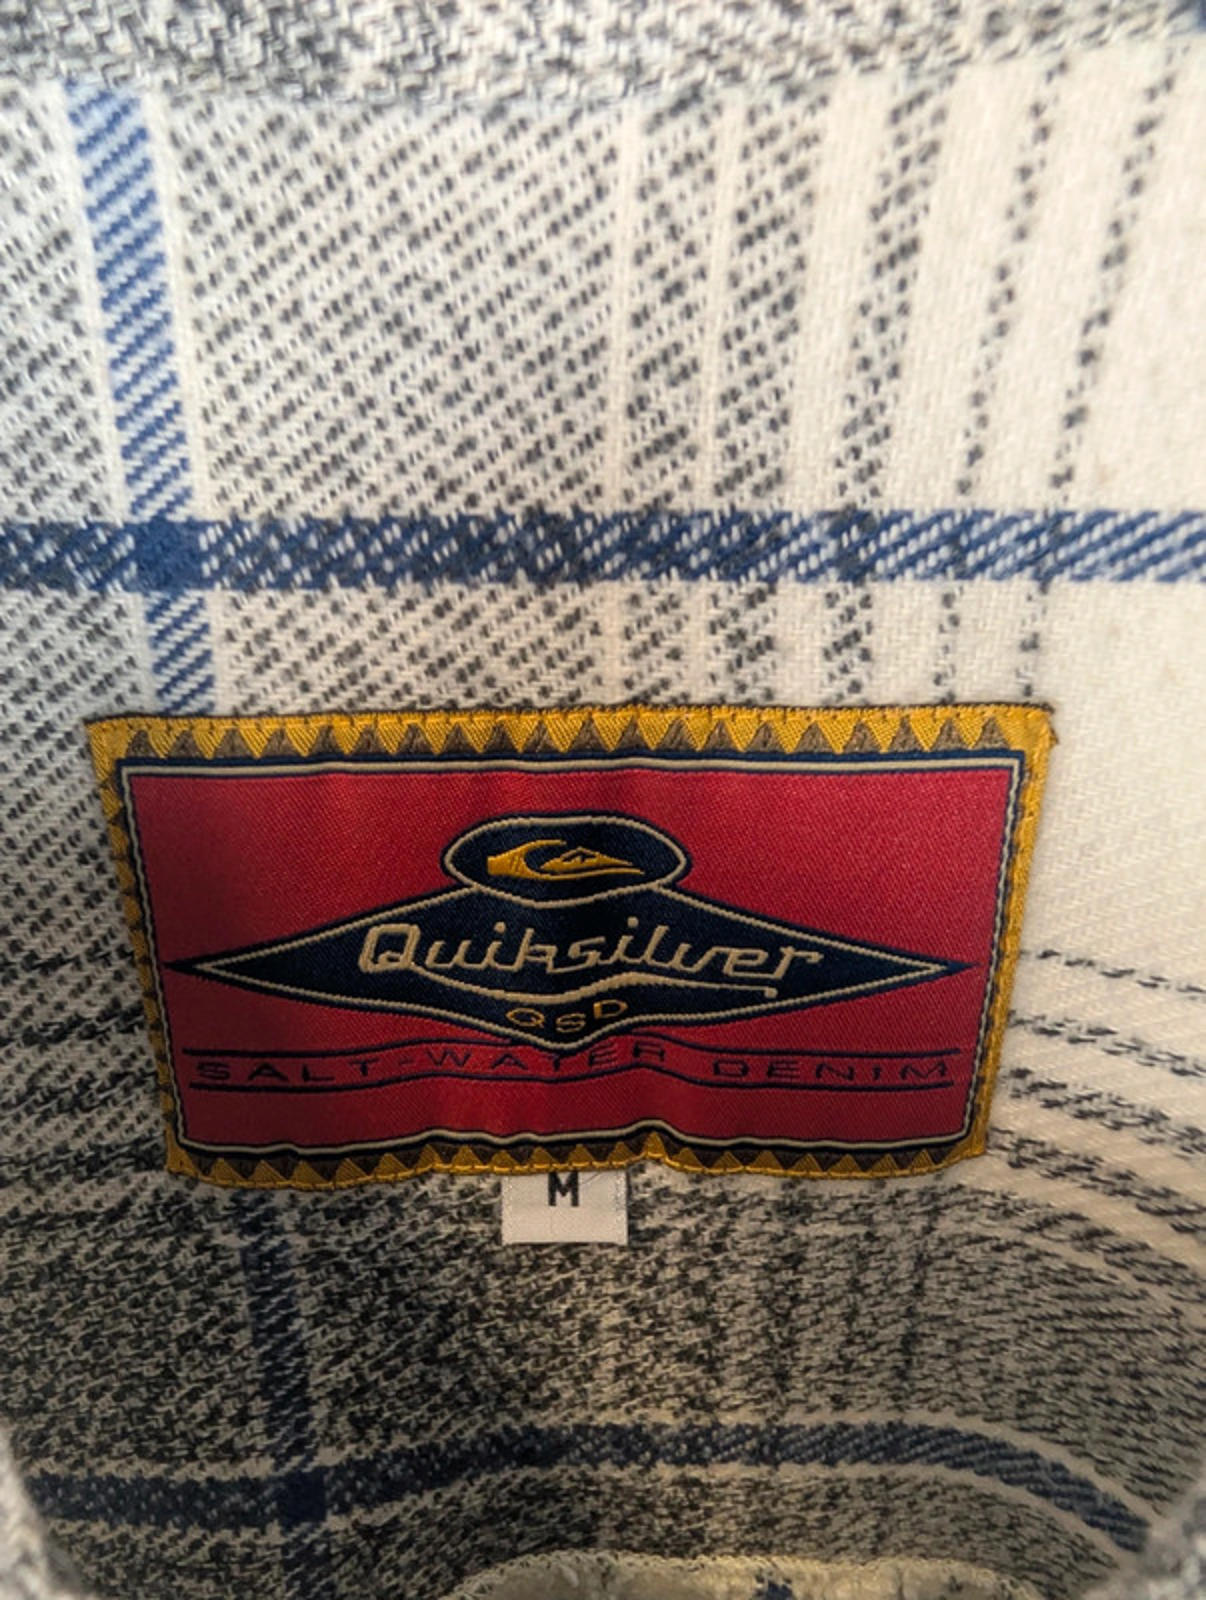 Quiksilver
QSD
SALT-WATER DENIM
M